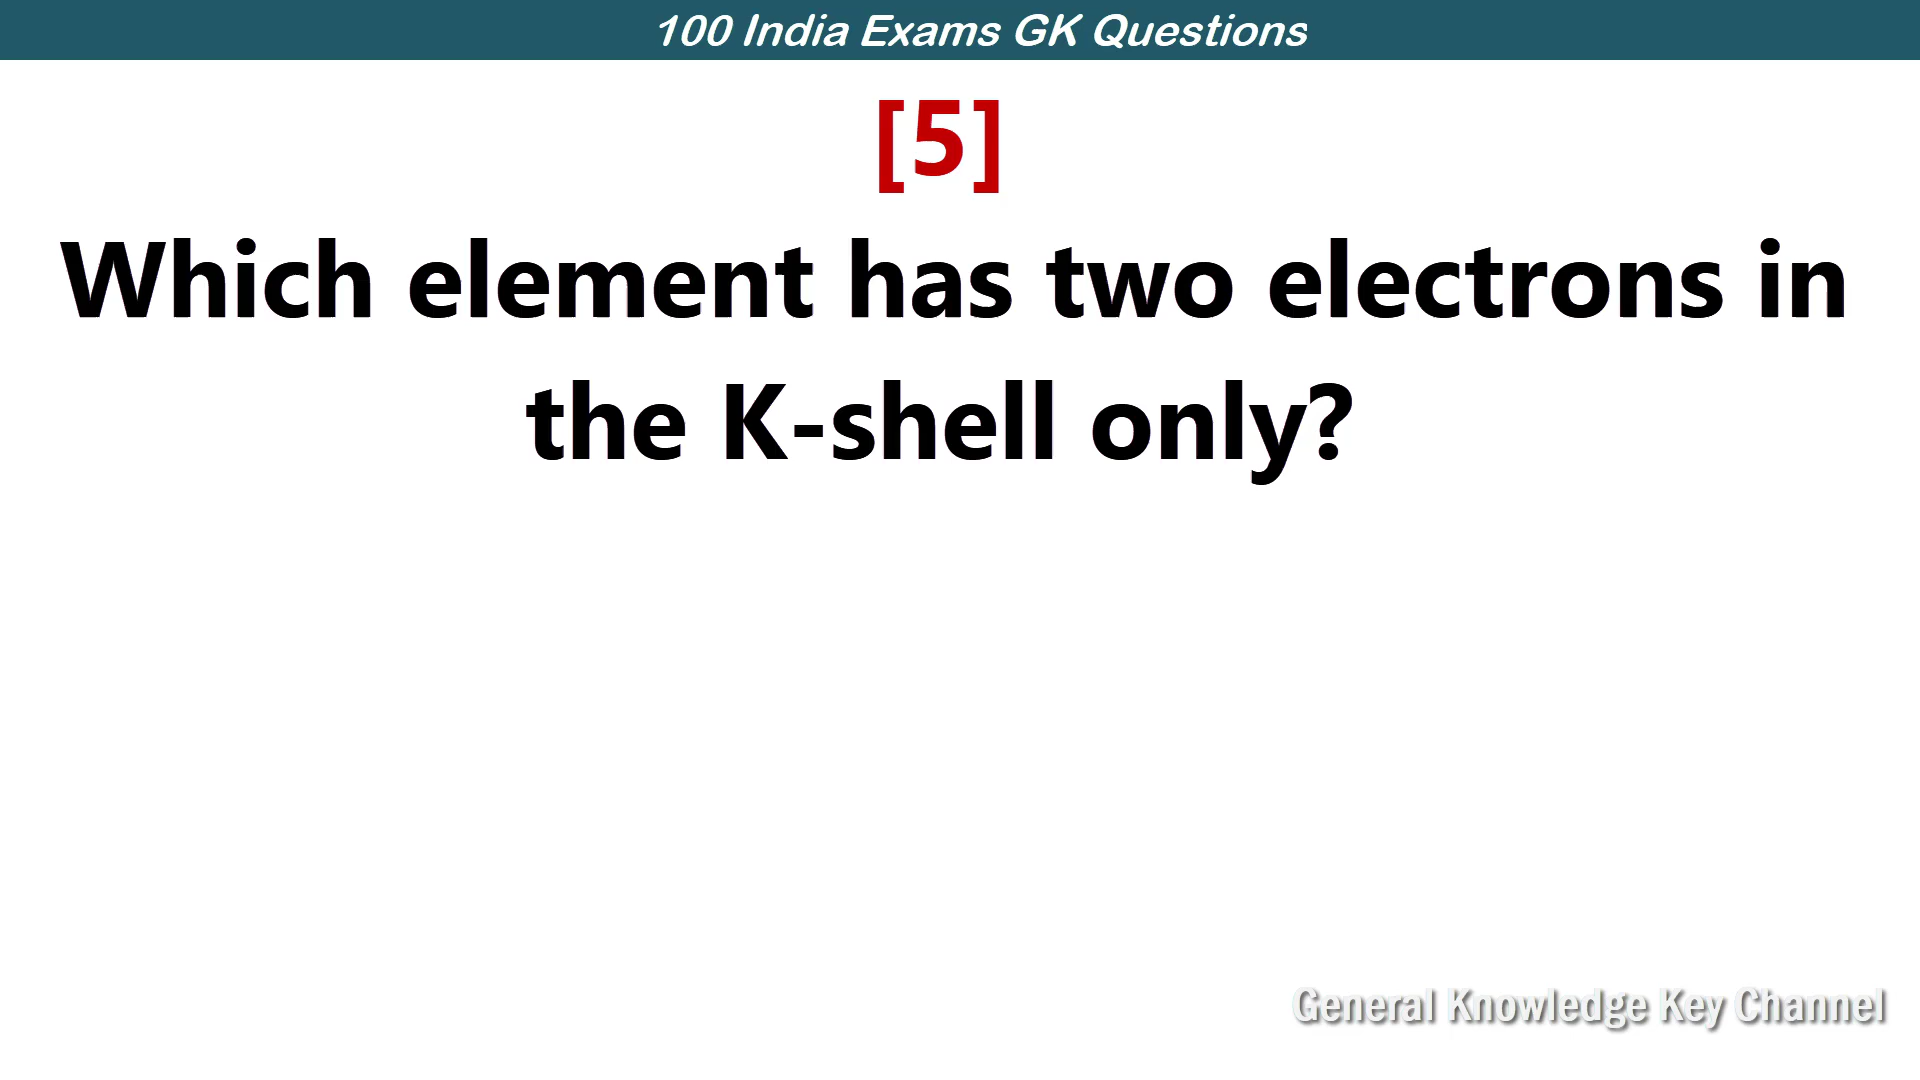 100 India Exams GK Questions
[5]
Which element has two electrons in
the K-shell only?
General Knowledge Key Channel